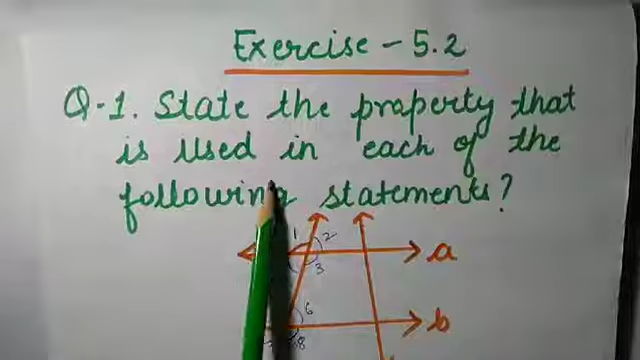 Exercise - 5.2
Q-1. State the property that
is used in each of the
following statements?
1 2
3
a
6
b
8